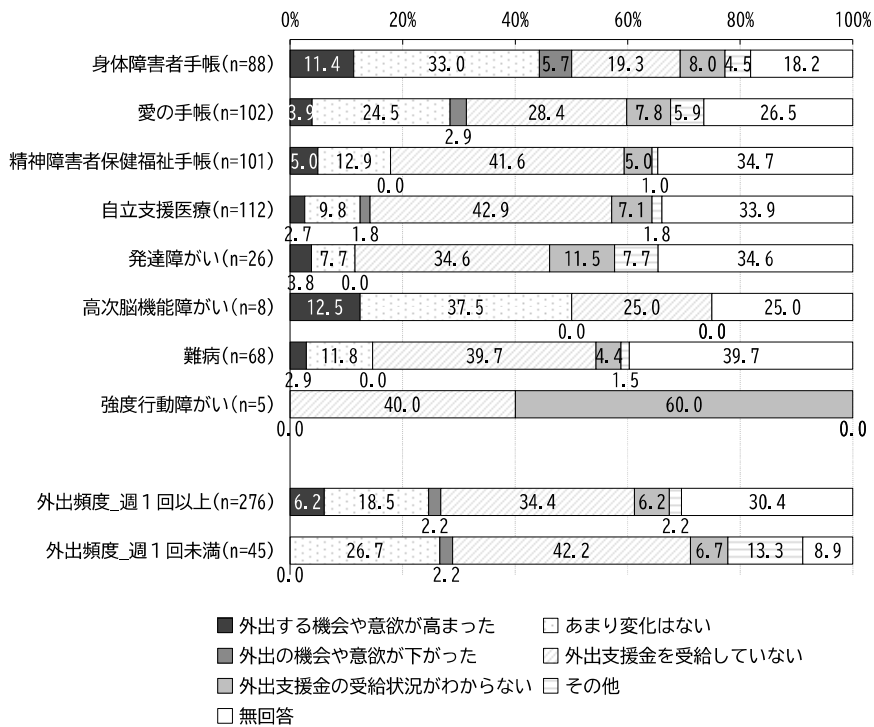 0% 20% 40% 60% 80% 100%
身体障害者手帳(n=88) 11.4 33.0 5.7 19.3 8.0 4.5 18.2
愛の手帳(n=102) 3.9 24.5 28.4 7.8 5.9 26.5
2.9
精神障害者保健福祉手帳(n=101) 5.0 12.9 41.6 5.0 34.7
0.0 1.0
自立支援医療(n=112) 9.8 42.9 7.1 33.9
2.7 1.8 1.8
発達障がい(n=26) 7.7 34.6 11.5 7.7 34.6
3.8 0.0
高次脳機能障がい(n=8) 12.5 37.5 25.0 25.0
0.0 0.0
難病(n=68) 11.8 39.7 4.4 39.7
2.9 0.0 1.5
強度行動障がい(n=5) 40.0 60.0
0.0 0.0
外出頻度_週1回以上(n=276) 6.2 18.5 34.4 6.2 30.4
2.2 2.2
外出頻度_週1回未満(n=45) 26.7 42.2 6.7 13.3 8.9
0.0 2.2
外出する機会や意欲が高まった あまり変化はない
外出の機会や意欲が下がった 外出支援金を受給していない
外出支援金の受給状況がわからない その他
無回答